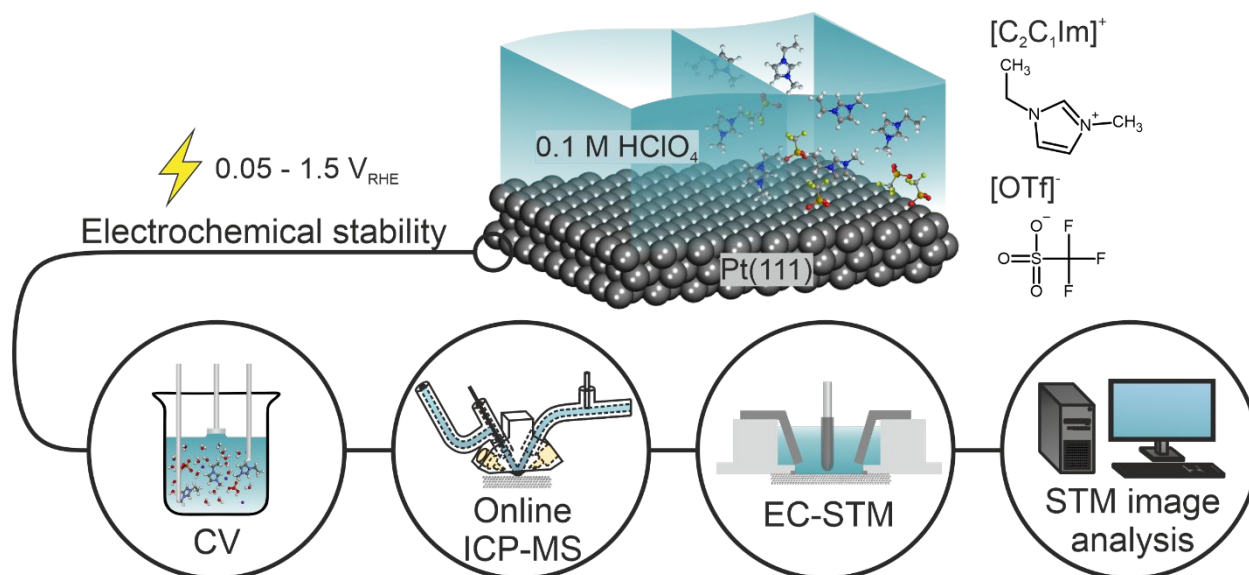 [C₂C₁Im]⁺
CH₃
N
N⁺
CH₃
0.1 M HClO₄
0.05 - 1.5 V_RHE
[OTf]⁻
Electrochemical stability
O⁻
F
O
S
F
O
F
Pt(111)
CV
Online
ICP-MS
EC-STM
STM image
analysis